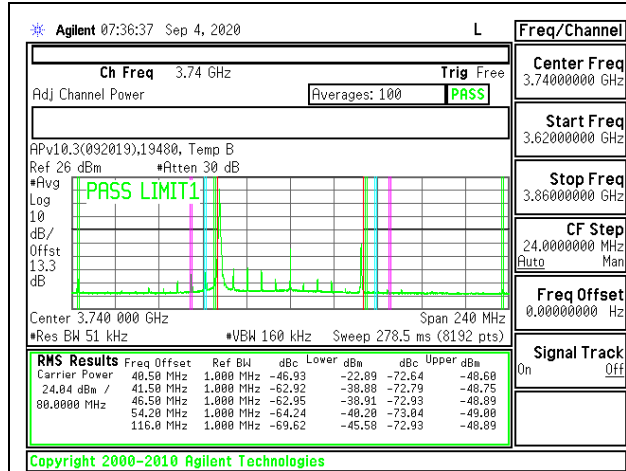 Agilent 07:36:37 Sep 4, 2020 L
Freq/Channel
Ch Freq 3.74 GHz Trig Free
Adj Channel Power Averages: 100 PASS
Center Freq
3.74000000 GHz
Start Freq
3.62000000 GHz
Stop Freq
3.86000000 GHz
CF Step
24.0000000 MHz
Auto Man
Freq Offset
0.00000000 Hz
Signal Track
On Off
APv10.3(092019),19480, Temp B
Ref 26 dBm #Atten 30 dB
#Avg
Log
10
dB/
Offst
13.3
dB
PASS LIMIT1
Center 3.740 000 GHz Span 240 MHz
#Res BW 51 kHz #VBW 160 kHz Sweep 278.5 ms (8192 pts)
RMS Results Freq Offset Ref BW dBc Lower dBm dBc Upper dBm
Carrier Power 40.50 MHz 1.000 MHz -46.93 -22.89 -72.64 -48.60
24.04 dBm / 41.50 MHz 1.000 MHz -62.92 -38.88 -72.79 -48.75
80.0000 MHz 46.50 MHz 1.000 MHz -62.95 -38.91 -72.93 -48.89
54.20 MHz 1.000 MHz -64.24 -40.20 -73.04 -49.00
116.0 MHz 1.000 MHz -69.62 -45.58 -72.93 -48.89
Copyright 2000-2010 Agilent Technologies